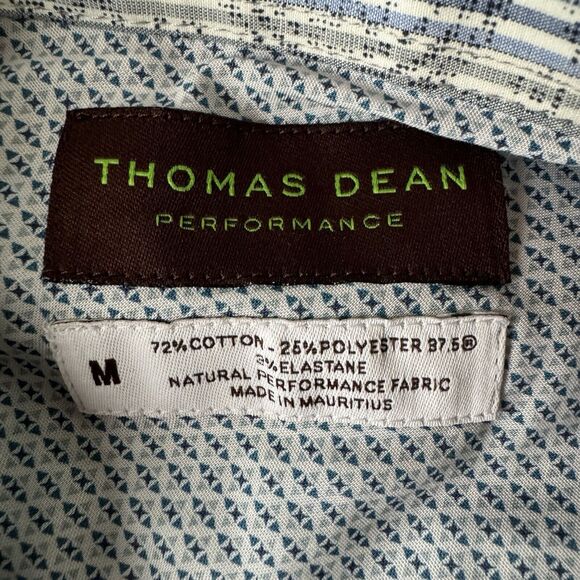 THOMAS DEAN
PERFORMANCE
M
72% COTTON - 25% POLYESTER 37.5®
3% ELASTANE
NATURAL PERFORMANCE FABRIC
MADE IN MAURITIUS